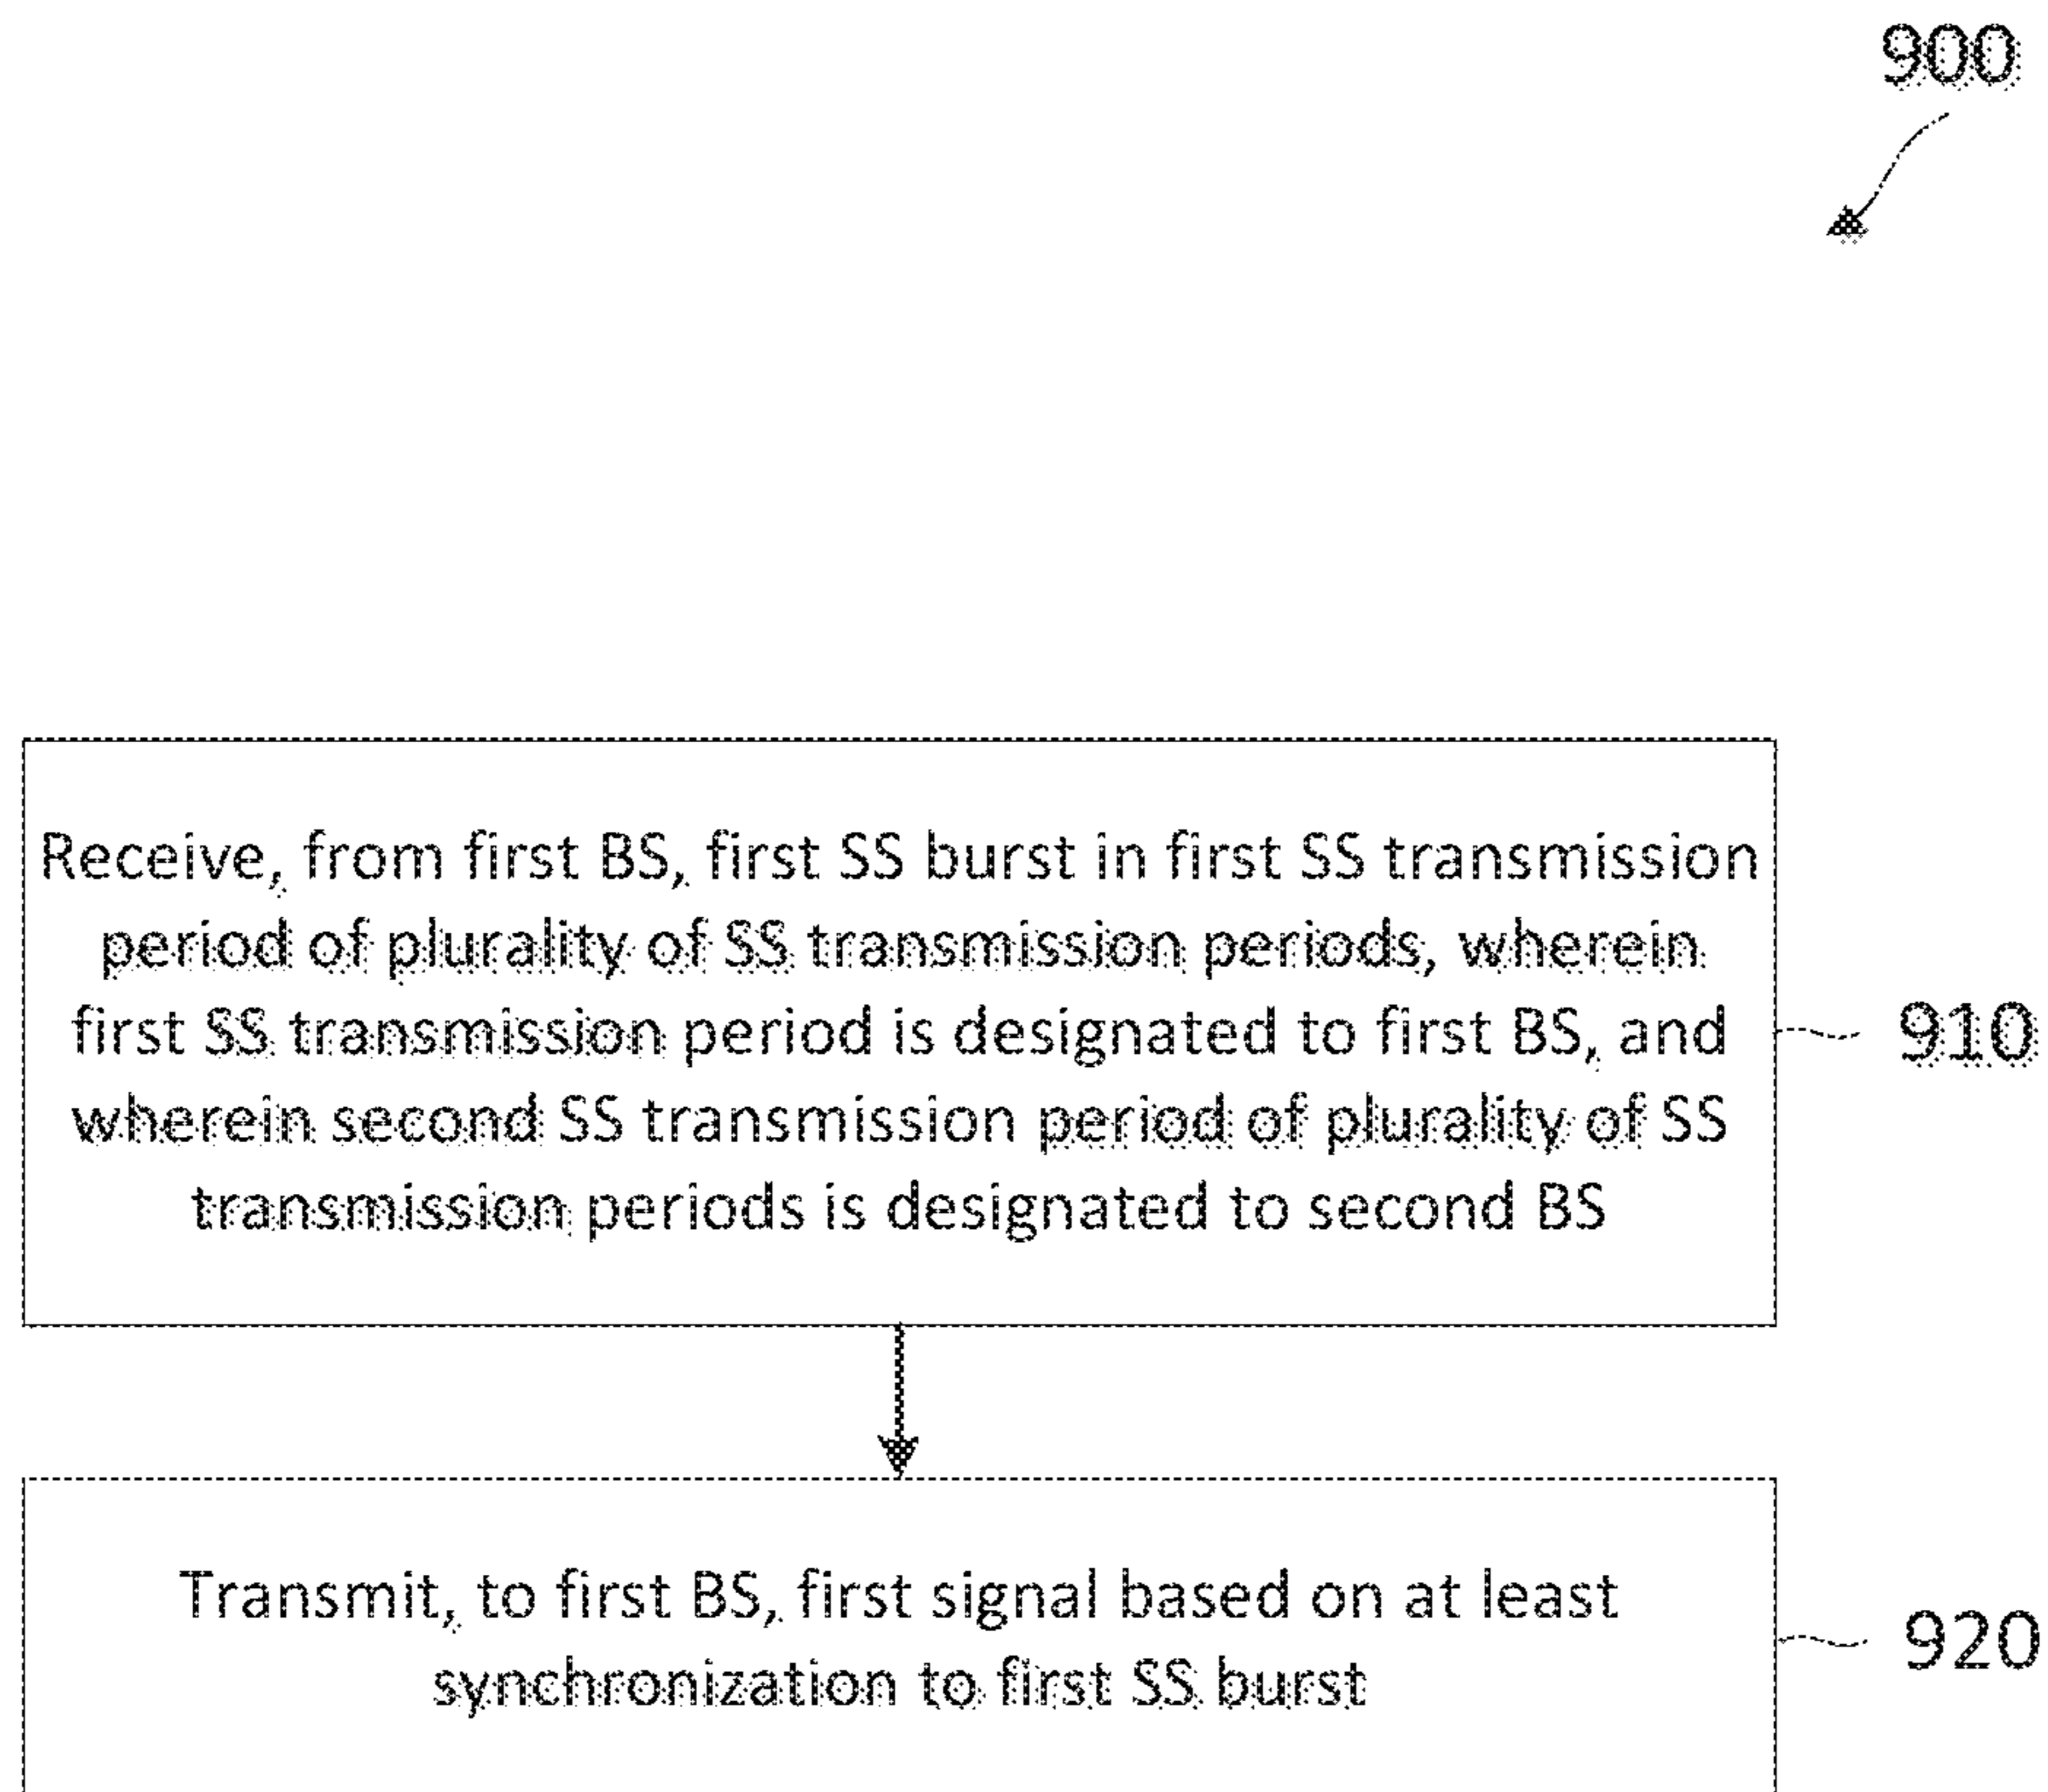 900
Receive, from first BS, first SS burst in first SS transmission
period of plurality of SS transmission periods, wherein
first SS transmission period is designated to first BS, and
wherein second SS transmission period of plurality of SS
transmission periods is designated to second BS
910
Transmit, to first BS, first signal based on at least
synchronization to first SS burst
920